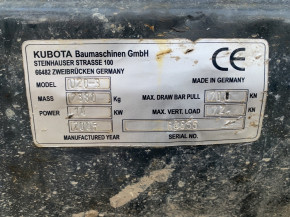 KUBOTA Baumaschinen GmbH
STEINHAUSER STRASSE 100
66482 ZWEIBRÜCKEN GERMANY
CE
MADE IN GERMANY
MODEL
MASS Kg MAX. DRAW BAR PULL KN
POWER KW MAX. VERT. LOAD KN
MANUFACTURED YEAR SERIAL NO.